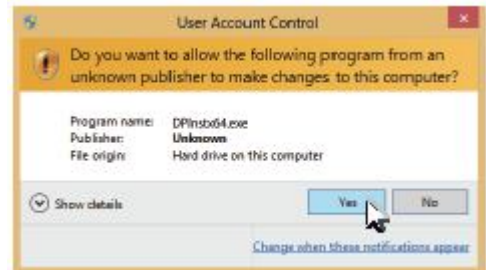 User Account Control
Do you want to allow the following program from an
unknown publisher to make changes to this computer?
Program name: DPInstx64.exe
Publisher: Unknown
File origin: Hard drive on this computer
Show details
Yes
No
Change when these notifications appear